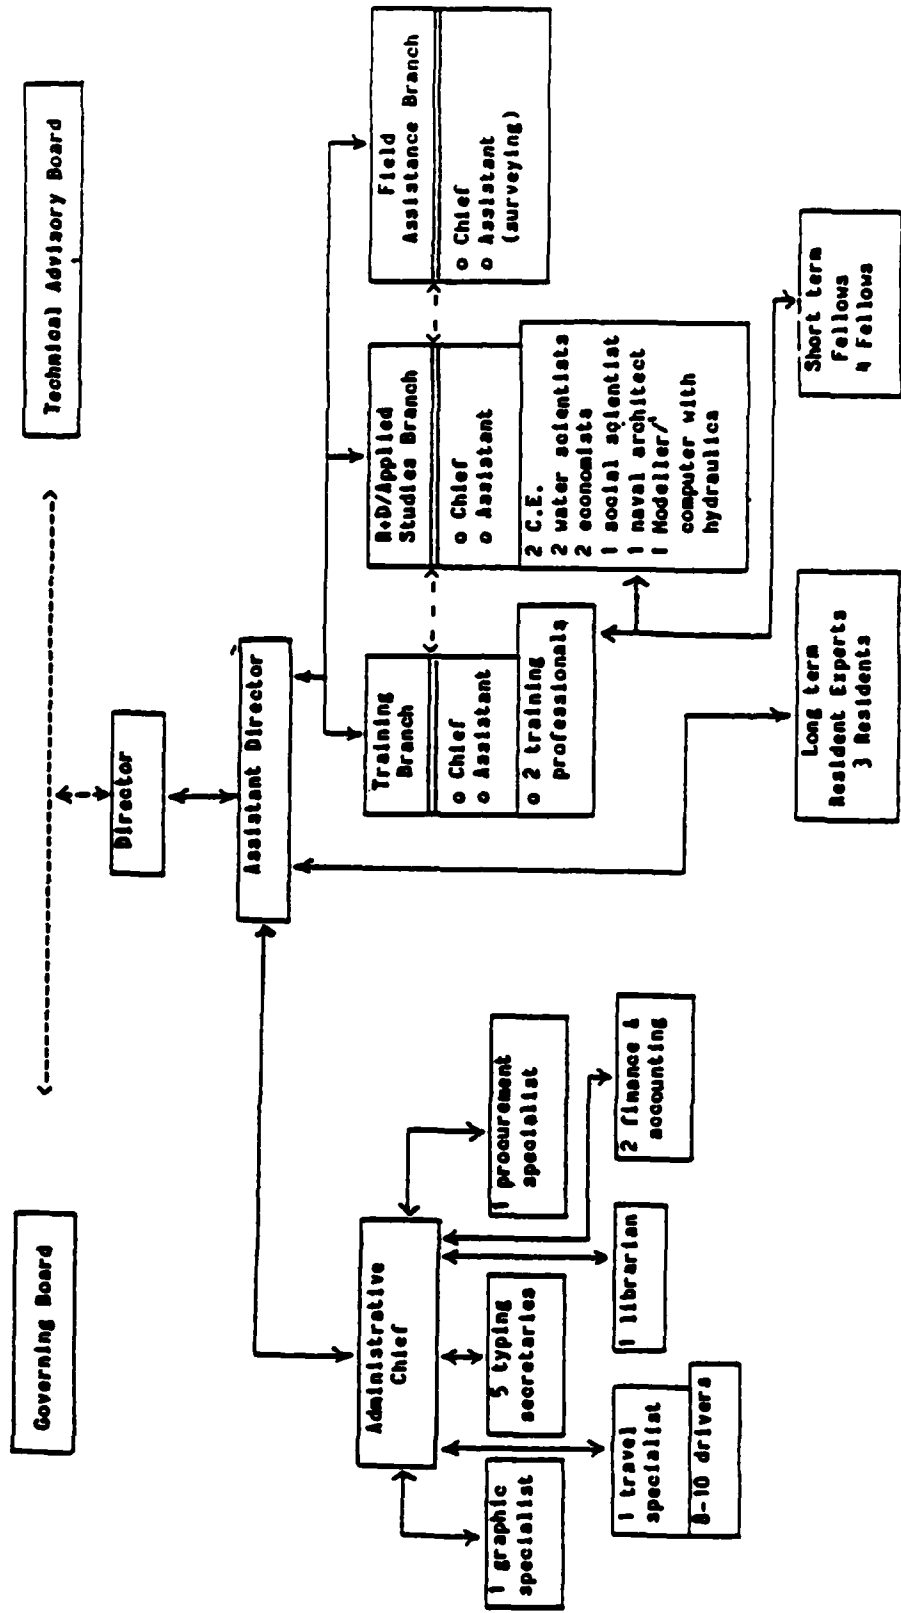 Governing Board
Technical Advisory Board
Director
Assistant Director
Administrative
Chief
1 graphic
specialist
5 typing
secretaries
1 procurement
specialist
1 travel
specialist
8-10 drivers
1 librarian
2 finance &
accounting
Training
Branch
o Chief
o Assistant
o 2 training
professionals
R+D/Applied
Studies Branch
o Chief
o Assistant
2 C.E.
2 water scientists
2 economists
1 social scientist
1 naval architect
1 Modeller/
computer with
hydraulics
Field
Assistance Branch
o Chief
o Assistant
(surveying)
Long term
Resident Experts
3 Residents
Short term
Fellows
4 Fellows